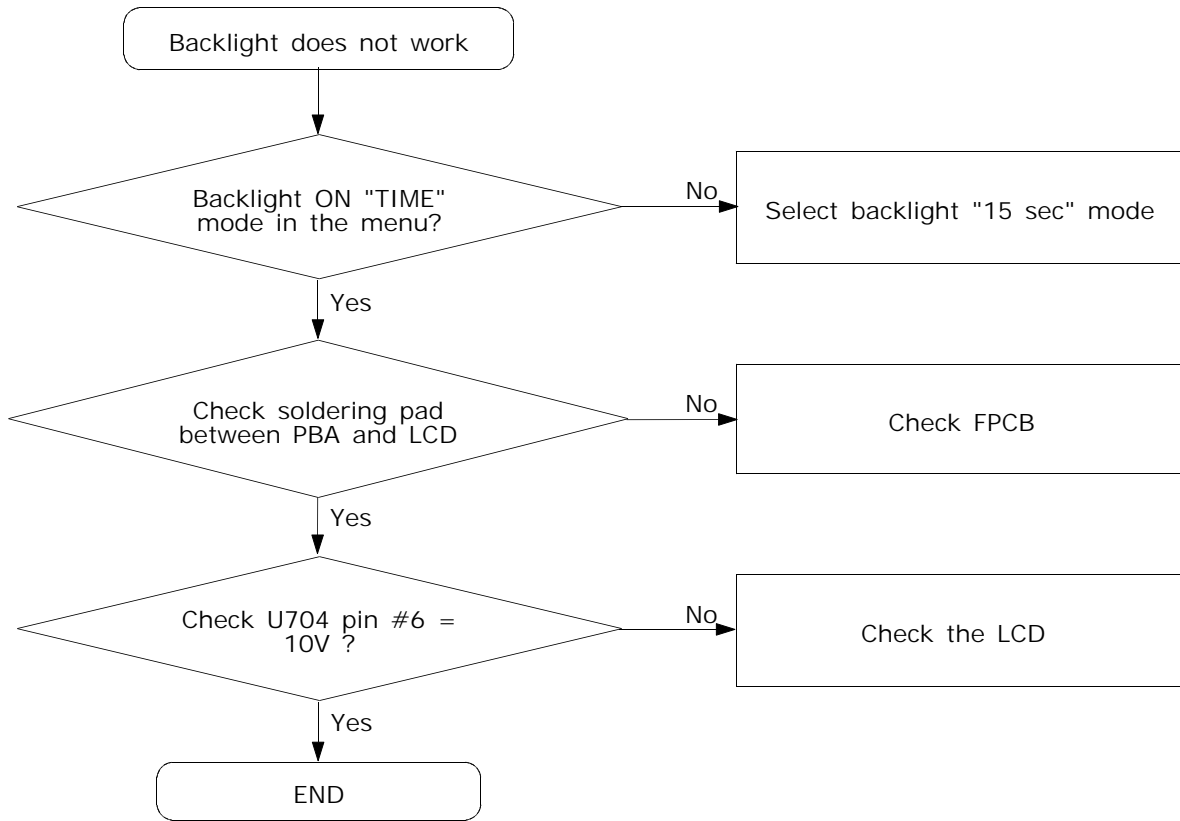 Backlight does not work
Backlight ON "TIME"
mode in the menu?
No
Select backlight "15 sec" mode
Yes
Check soldering pad
between PBA and LCD
No
Check FPCB
Yes
Check U704 pin #6 =
10V ?
No
Check the LCD
Yes
END